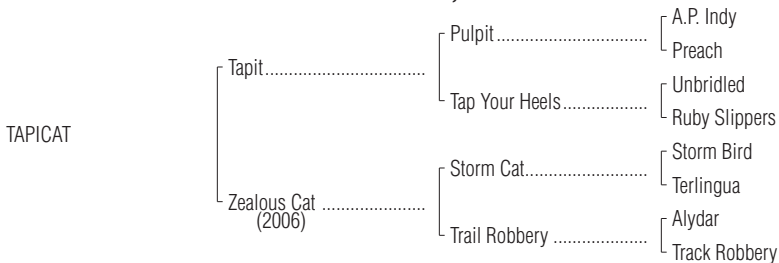 A.P. Indy
Pulpit
Preach
Tapit
Unbridled
Tap Your Heels
Ruby Slippers
TAPICAT
Storm Bird
Storm Cat
Terlingua
Zealous Cat
(2006)
Alydar
Trail Robbery
Track Robbery